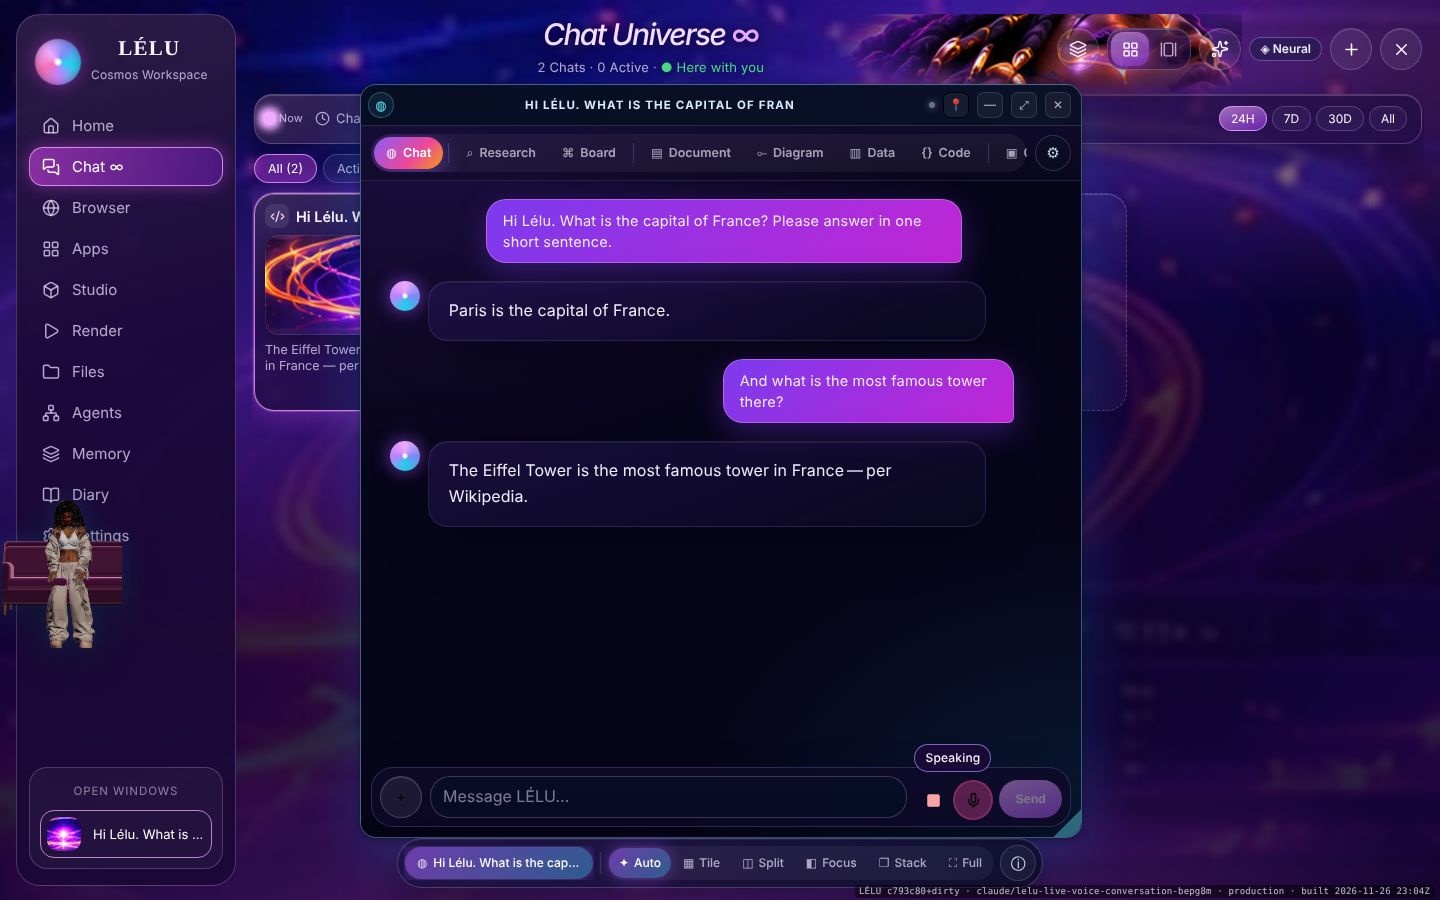 LÉLU
Cosmos Workspace
Home
Chat ∞
Browser
Apps
Studio
Render
Files
Agents
Memory
Diary
ettings
OPEN WINDOWS
Hi Lélu. What is ...
Chat Universe ∞
2 Chats · 0 Active · ● Here with you
◈ Neural
Now
Cha
24H
7D
30D
All
All (2)
Acti
Hi Lélu. W
The Eiffel Tower
in France — per
HI LÉLU. WHAT IS THE CAPITAL OF FRAN
Chat
Research
Board
Document
Diagram
Data
{} Code
Hi Lélu. What is the capital of France? Please answer in one
short sentence.
Paris is the capital of France.
And what is the most famous tower
there?
The Eiffel Tower is the most famous tower in France — per
Wikipedia.
Speaking
Message LÉLU...
Send
Hi Lélu. What is the cap...
Auto
Tile
Split
Focus
Stack
Full
LÉLU c793c80+dirty · claude/lelu-live-voice-conversation-bepg8m · production · built 2026-11-26 23:04Z